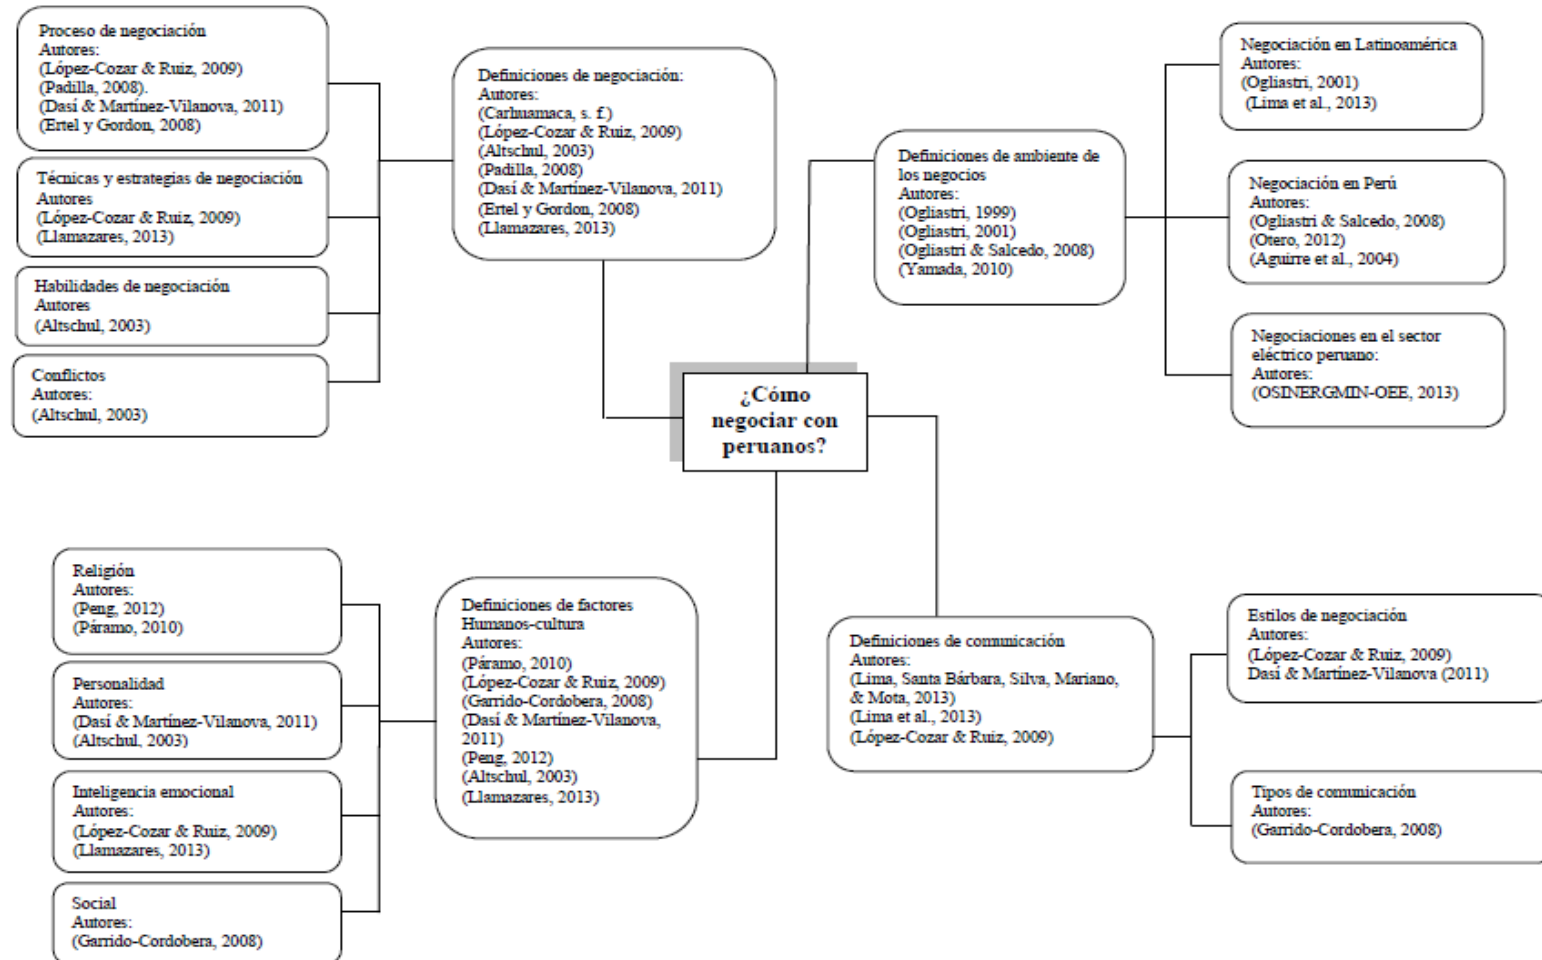 Proceso de negociación
Autores:
(López-Cozar & Ruiz, 2009)
(Padilla, 2008).
(Dasí & Martínez-Vilanova, 2011)
(Ertel y Gordon, 2008)
Técnicas y estrategias de negociación
Autores
(López-Cozar & Ruiz, 2009)
(Llamazares, 2013)
Habilidades de negociación
Autores
(Altschul, 2003)
Conflictos
Autores:
(Altschul, 2003)
Definiciones de negociación:
Autores:
(Carhuamaca, s. f.)
(López-Cozar & Ruiz, 2009)
(Altschul, 2003)
(Padilla, 2008)
(Dasí & Martínez-Vilanova, 2011)
(Ertel y Gordon, 2008)
(Llamazares, 2013)
Definiciones de ambiente de
los negocios
Autores:
(Ogliastri, 1999)
(Ogliastri, 2001)
(Ogliastri & Salcedo, 2008)
(Yamada, 2010)
Negociación en Latinoamérica
Autores:
(Ogliastri, 2001)
(Lima et al., 2013)
Negociación en Perú
Autores:
(Ogliastri & Salcedo, 2008)
(Otero, 2012)
(Aguirre et al., 2004)
Negociaciones en el sector
eléctrico peruano:
Autores:
(OSINERGMIN-OEE, 2013)
¿Cómo
negociar con
peruanos?
Religión
Autores:
(Peng, 2012)
(Páramo, 2010)
Personalidad
Autores:
(Dasí & Martínez-Vilanova, 2011)
(Altschul, 2003)
Inteligencia emocional
Autores:
(López-Cozar & Ruiz, 2009)
(Llamazares, 2013)
Social
Autores:
(Garrido-Cordobera, 2008)
Definiciones de factores
Humanos-cultura
Autores:
(Páramo, 2010)
(López-Cozar & Ruiz, 2009)
(Garrido-Cordobera, 2008)
(Dasí & Martínez-Vilanova,
2011)
(Peng, 2012)
(Altschul, 2003)
(Llamazares, 2013)
Definiciones de comunicación
Autores:
(Lima, Santa Bárbara, Silva, Mariano,
& Mota, 2013)
(Lima et al., 2013)
(López-Cozar & Ruiz, 2009)
Estilos de negociación
Autores:
(López-Cozar & Ruiz, 2009)
Dasí & Martínez-Vilanova (2011)
Tipos de comunicación
Autores:
(Garrido-Cordobera, 2008)